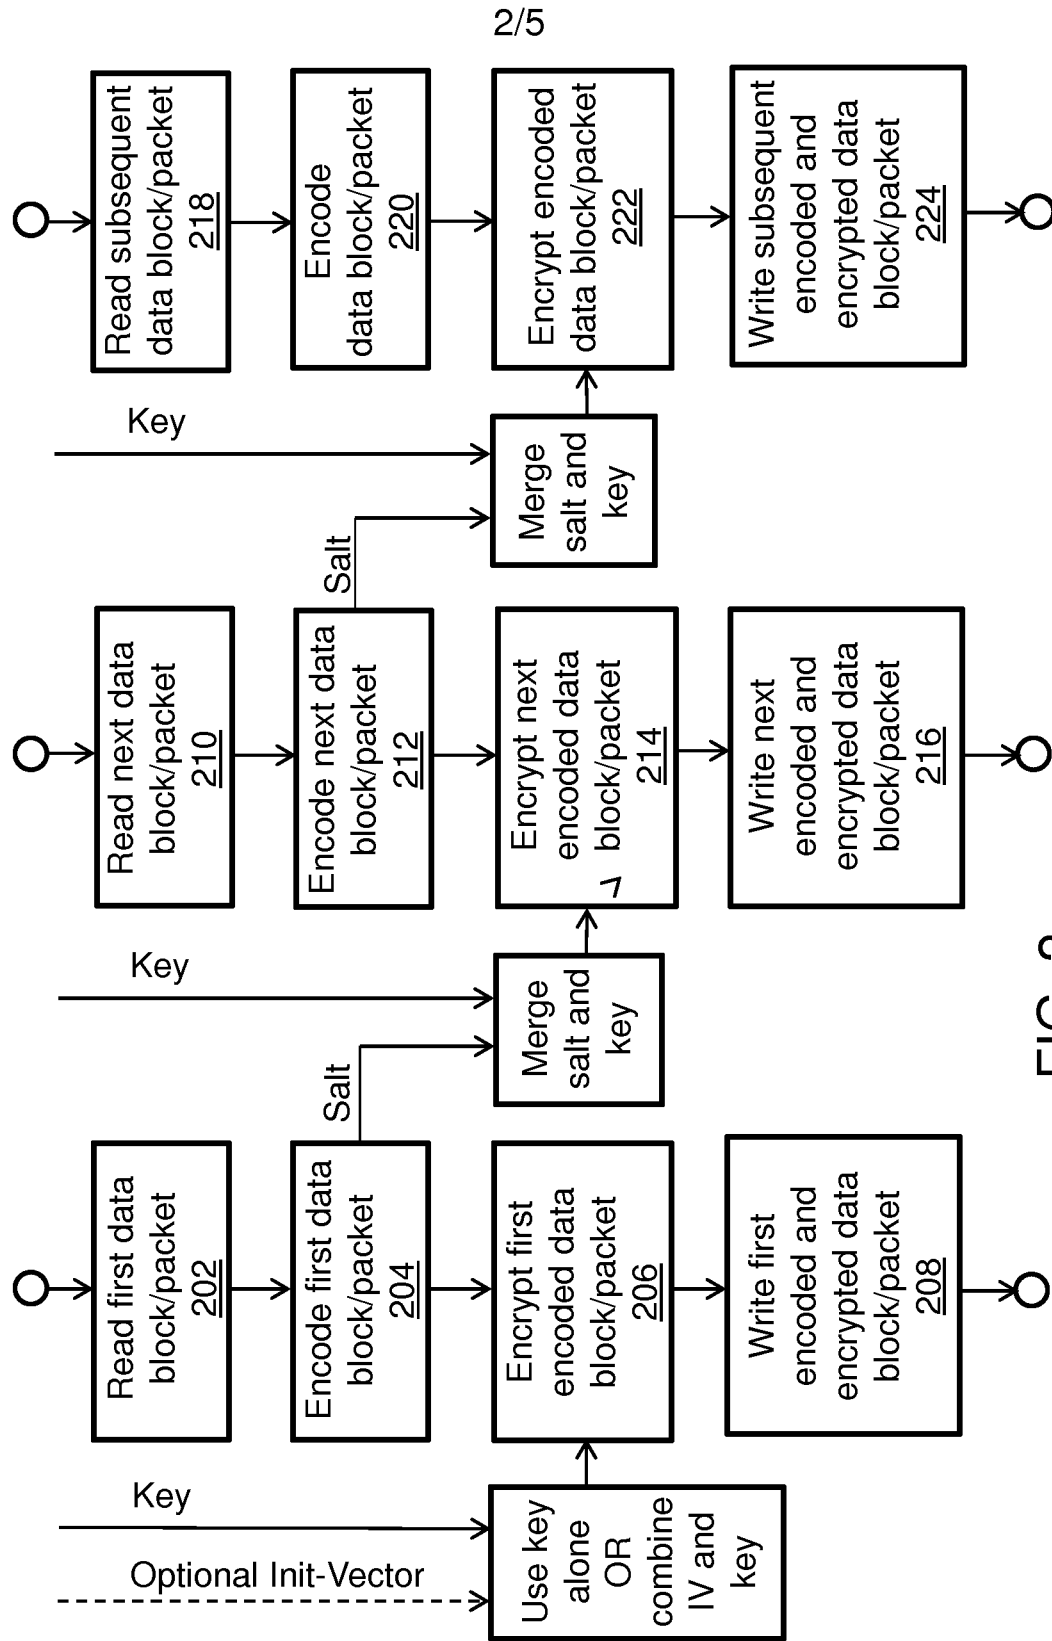 2/5
Read first data
block/packet
202
Encode first data
block/packet
204
Encrypt first
encoded data
block/packet
206
Write first
encoded and
encrypted data
block/packet
208
Key
Optional Init-Vector
Use key
alone
OR
combine
IV and
key
Salt
Key
Merge
salt and
key
Read next data
block/packet
210
Encode next data
block/packet
212
Encrypt next
encoded data
block/packet
214
Write next
encoded and
encrypted data
block/packet
216
Salt
Key
Merge
salt and
key
Read subsequent
data block/packet
218
Encode
data block/packet
220
Encrypt encoded
data block/packet
222
Write subsequent
encoded and
encrypted data
block/packet
224
FIG.